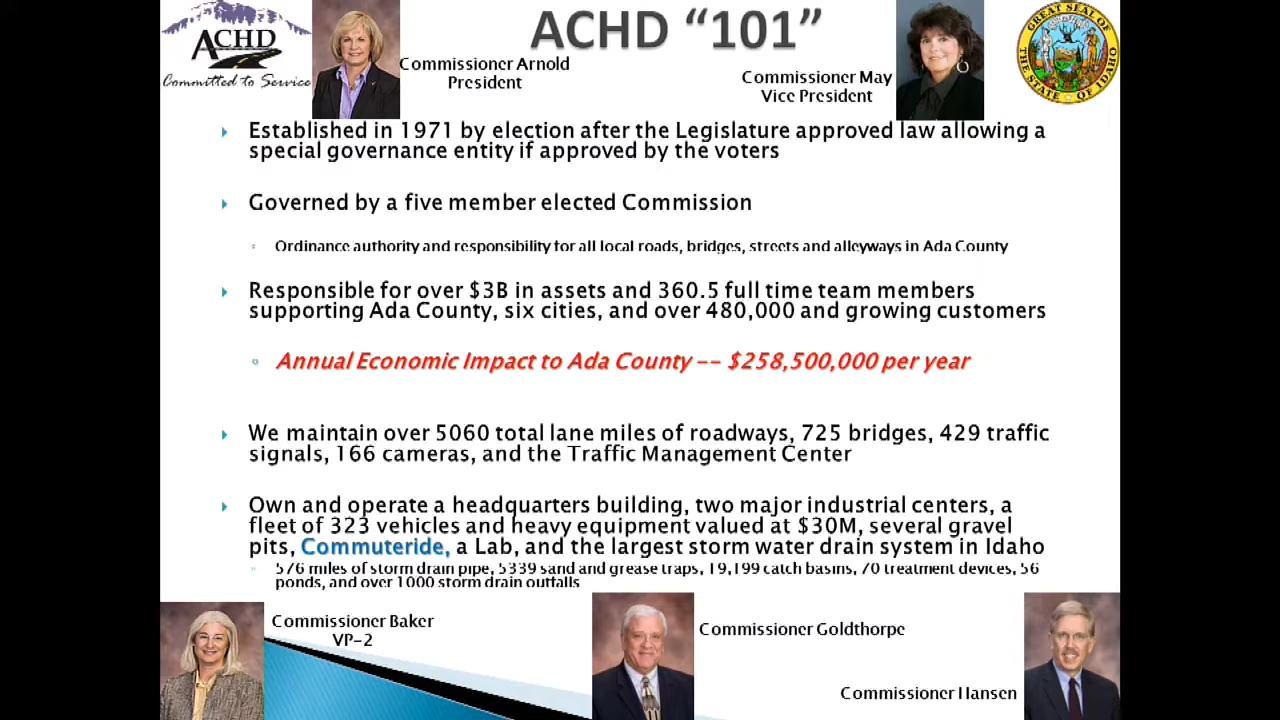 ACHD "101"
ACHD
Committed to Service
Commissioner Arnold
President
Commissioner May
Vice President
GREAT SEAL OF
THE STATE OF IDAHO
Established in 1971 by election after the Legislature approved law allowing a
special governance entity if approved by the voters
Governed by a five member elected Commission
Ordinance authority and responsibility for all local roads, bridges, streets and alleyways in Ada County
Responsible for over $3B in assets and 360.5 full time team members
supporting Ada County, six cities, and over 480,000 and growing customers
Annual Economic Impact to Ada County -- $258,500,000 per year
We maintain over 5060 total lane miles of roadways, 725 bridges, 429 traffic
signals, 166 cameras, and the Traffic Management Center
Own and operate a headquarters building, two major industrial centers, a
fleet of 323 vehicles and heavy equipment valued at $30M, several gravel
pits, Commuteride, a Lab, and the largest storm water drain system in Idaho
576 miles of storm drain pipe, 5339 sand and grease traps, 19,199 catch basins, 70 treatment devices, 56
ponds, and over 1000 storm drain outfalls
Commissioner Baker
VP-2
Commissioner Goldthorpe
Commissioner Hansen